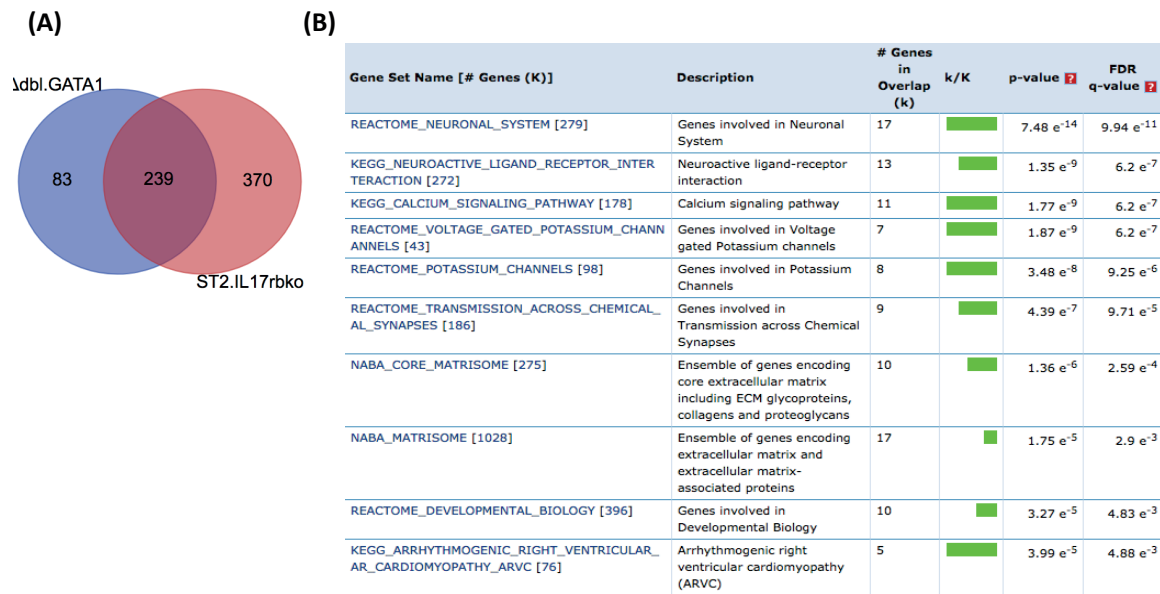 (A)
(B)
Δdbl.GATA1
83
239
370
ST2.IL17rbko
# Genes
in
Overlap
(k)
Gene Set Name [# Genes (K)]
Description
k/K
p-value ?
FDR
q-value ?
REACTOME_NEURONAL_SYSTEM [279]
Genes involved in Neuronal
System
17
7.48 e-14
9.94 e-11
KEGG_NEUROACTIVE_LIGAND_RECEPTOR_INTER
TERACTION [272]
Neuroactive ligand-receptor
interaction
13
1.35 e-9
6.2 e-7
KEGG_CALCIUM_SIGNALING_PATHWAY [178]
Calcium signaling pathway
11
1.77 e-9
6.2 e-7
REACTOME_VOLTAGE_GATED_POTASSIUM_CHANN
ANNELS [43]
Genes involved in Voltage
gated Potassium channels
7
1.87 e-9
6.2 e-7
REACTOME_POTASSIUM_CHANNELS [98]
Genes involved in Potassium
Channels
8
3.48 e-8
9.25 e-6
REACTOME_TRANSMISSION_ACROSS_CHEMICAL_
AL_SYNAPSES [186]
Genes involved in
Transmission across Chemical
Synapses
9
4.39 e-7
9.71 e-5
NABA_CORE_MATRISOME [275]
Ensemble of genes encoding
core extracellular matrix
including ECM glycoproteins,
collagens and proteoglycans
10
1.36 e-6
2.59 e-4
NABA_MATRISOME [1028]
Ensemble of genes encoding
extracellular matrix and
extracellular matrix-
associated proteins
17
1.75 e-5
2.9 e-3
REACTOME_DEVELOPMENTAL_BIOLOGY [396]
Genes involved in
Developmental Biology
10
3.27 e-5
4.83 e-3
KEGG_ARRHYTHMOGENIC_RIGHT_VENTRICULAR_
AR_CARDIOMYOPATHY_ARVC [76]
Arrhythmogenic right
ventricular cardiomyopathy
(ARVC)
5
3.99 e-5
4.88 e-3